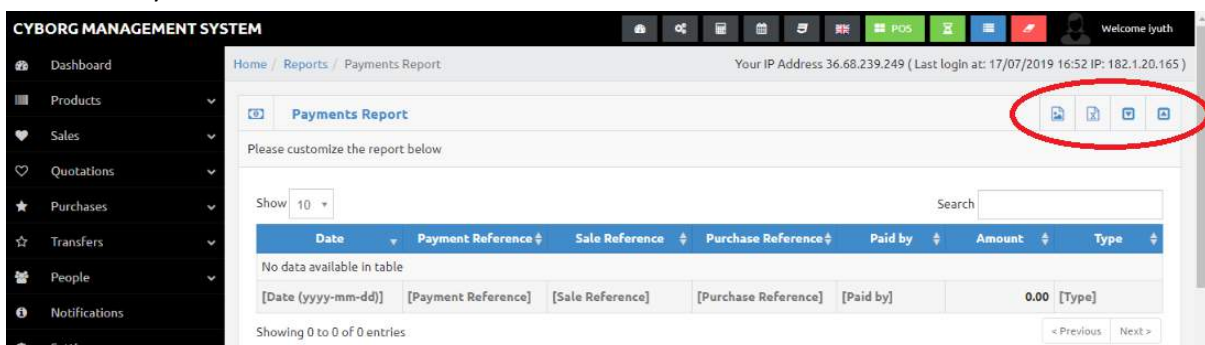 CYBORG MANAGEMENT SYSTEM POS Welcome iyuth
Dashboard
Home / Reports / Payments Report Your IP Address 36.68.239.249 ( Last login at: 17/07/2019 16:52 IP: 182.1.20.165 )
Products
Payments Report
Sales
Please customize the report below
Quotations
Purchases
Show 10 Search
Transfers
Date Payment Reference Sale Reference Purchase Reference Paid by Amount Type
People
No data available in table
[Date (yyyy-mm-dd)] [Payment Reference] [Sale Reference] [Purchase Reference] [Paid by] 0.00 [Type]
Notifications
Showing 0 to 0 of 0 entries < Previous Next >